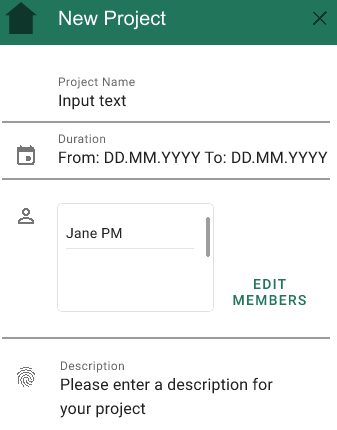 New Project
Project Name
Input text
Duration
From: DD.MM.YYYY To: DD.MM.YYYY
Jane PM
EDIT
MEMBERS
Description
Please enter a description for
your project